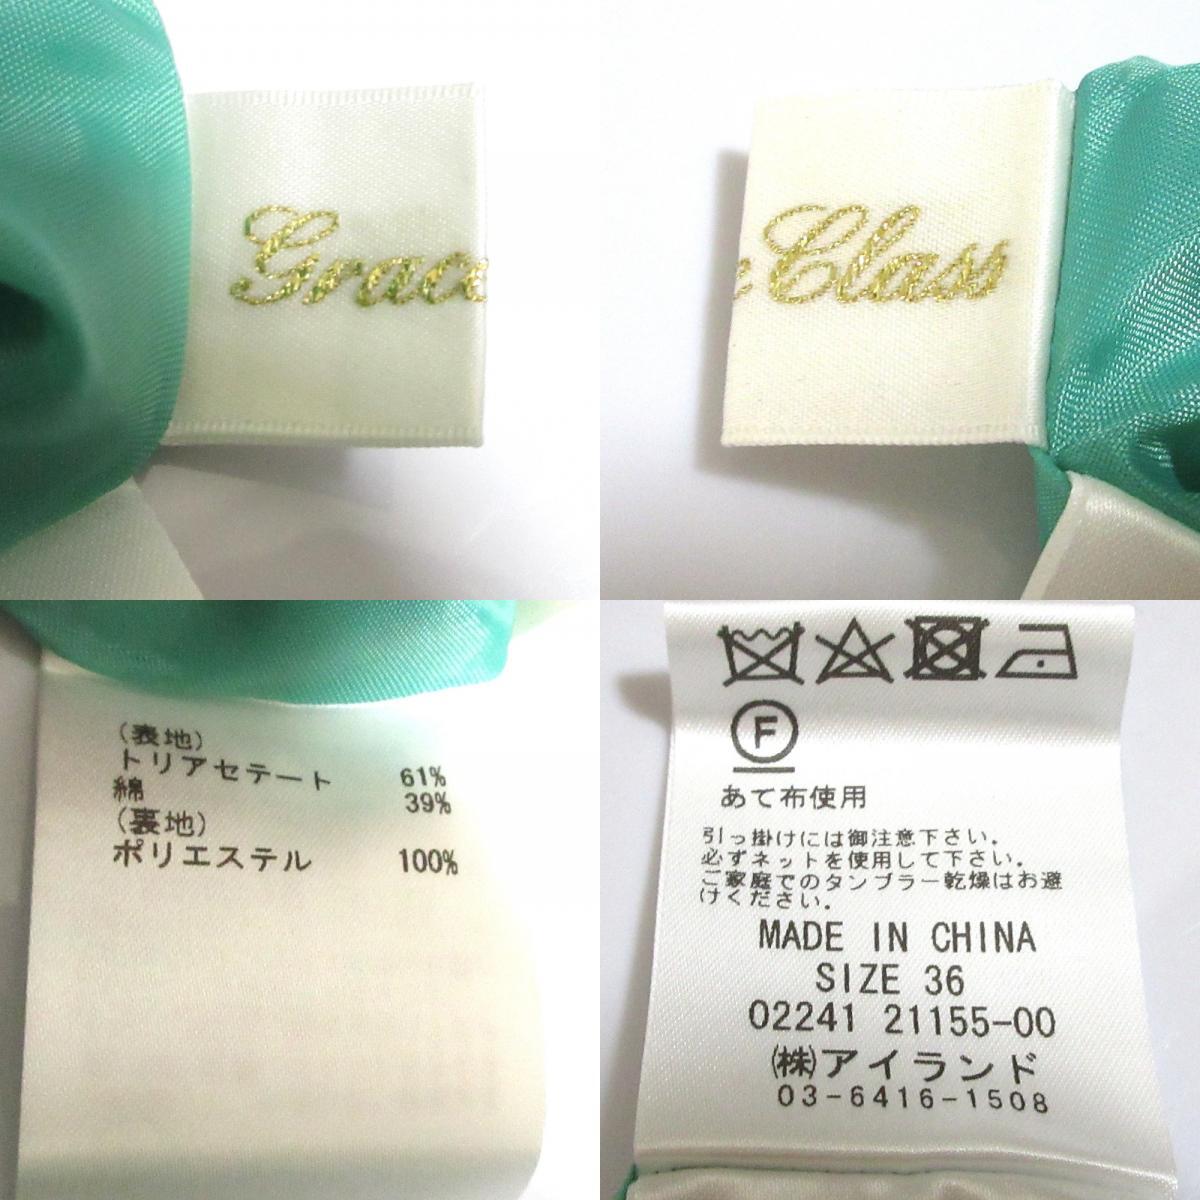 Grace
e Class
(表地)
トリアセテート 61%
綿 39%
(裏地)
ポリエステル 100%
F
あて布使用
引っ掛けには御注意下さい。
必ずネットを使用して下さい。
ご家庭でのタンブラー乾燥はお避
けください。
MADE IN CHINA
SIZE 36
02241 21155-00
㈱アイランド
03-6416-1508